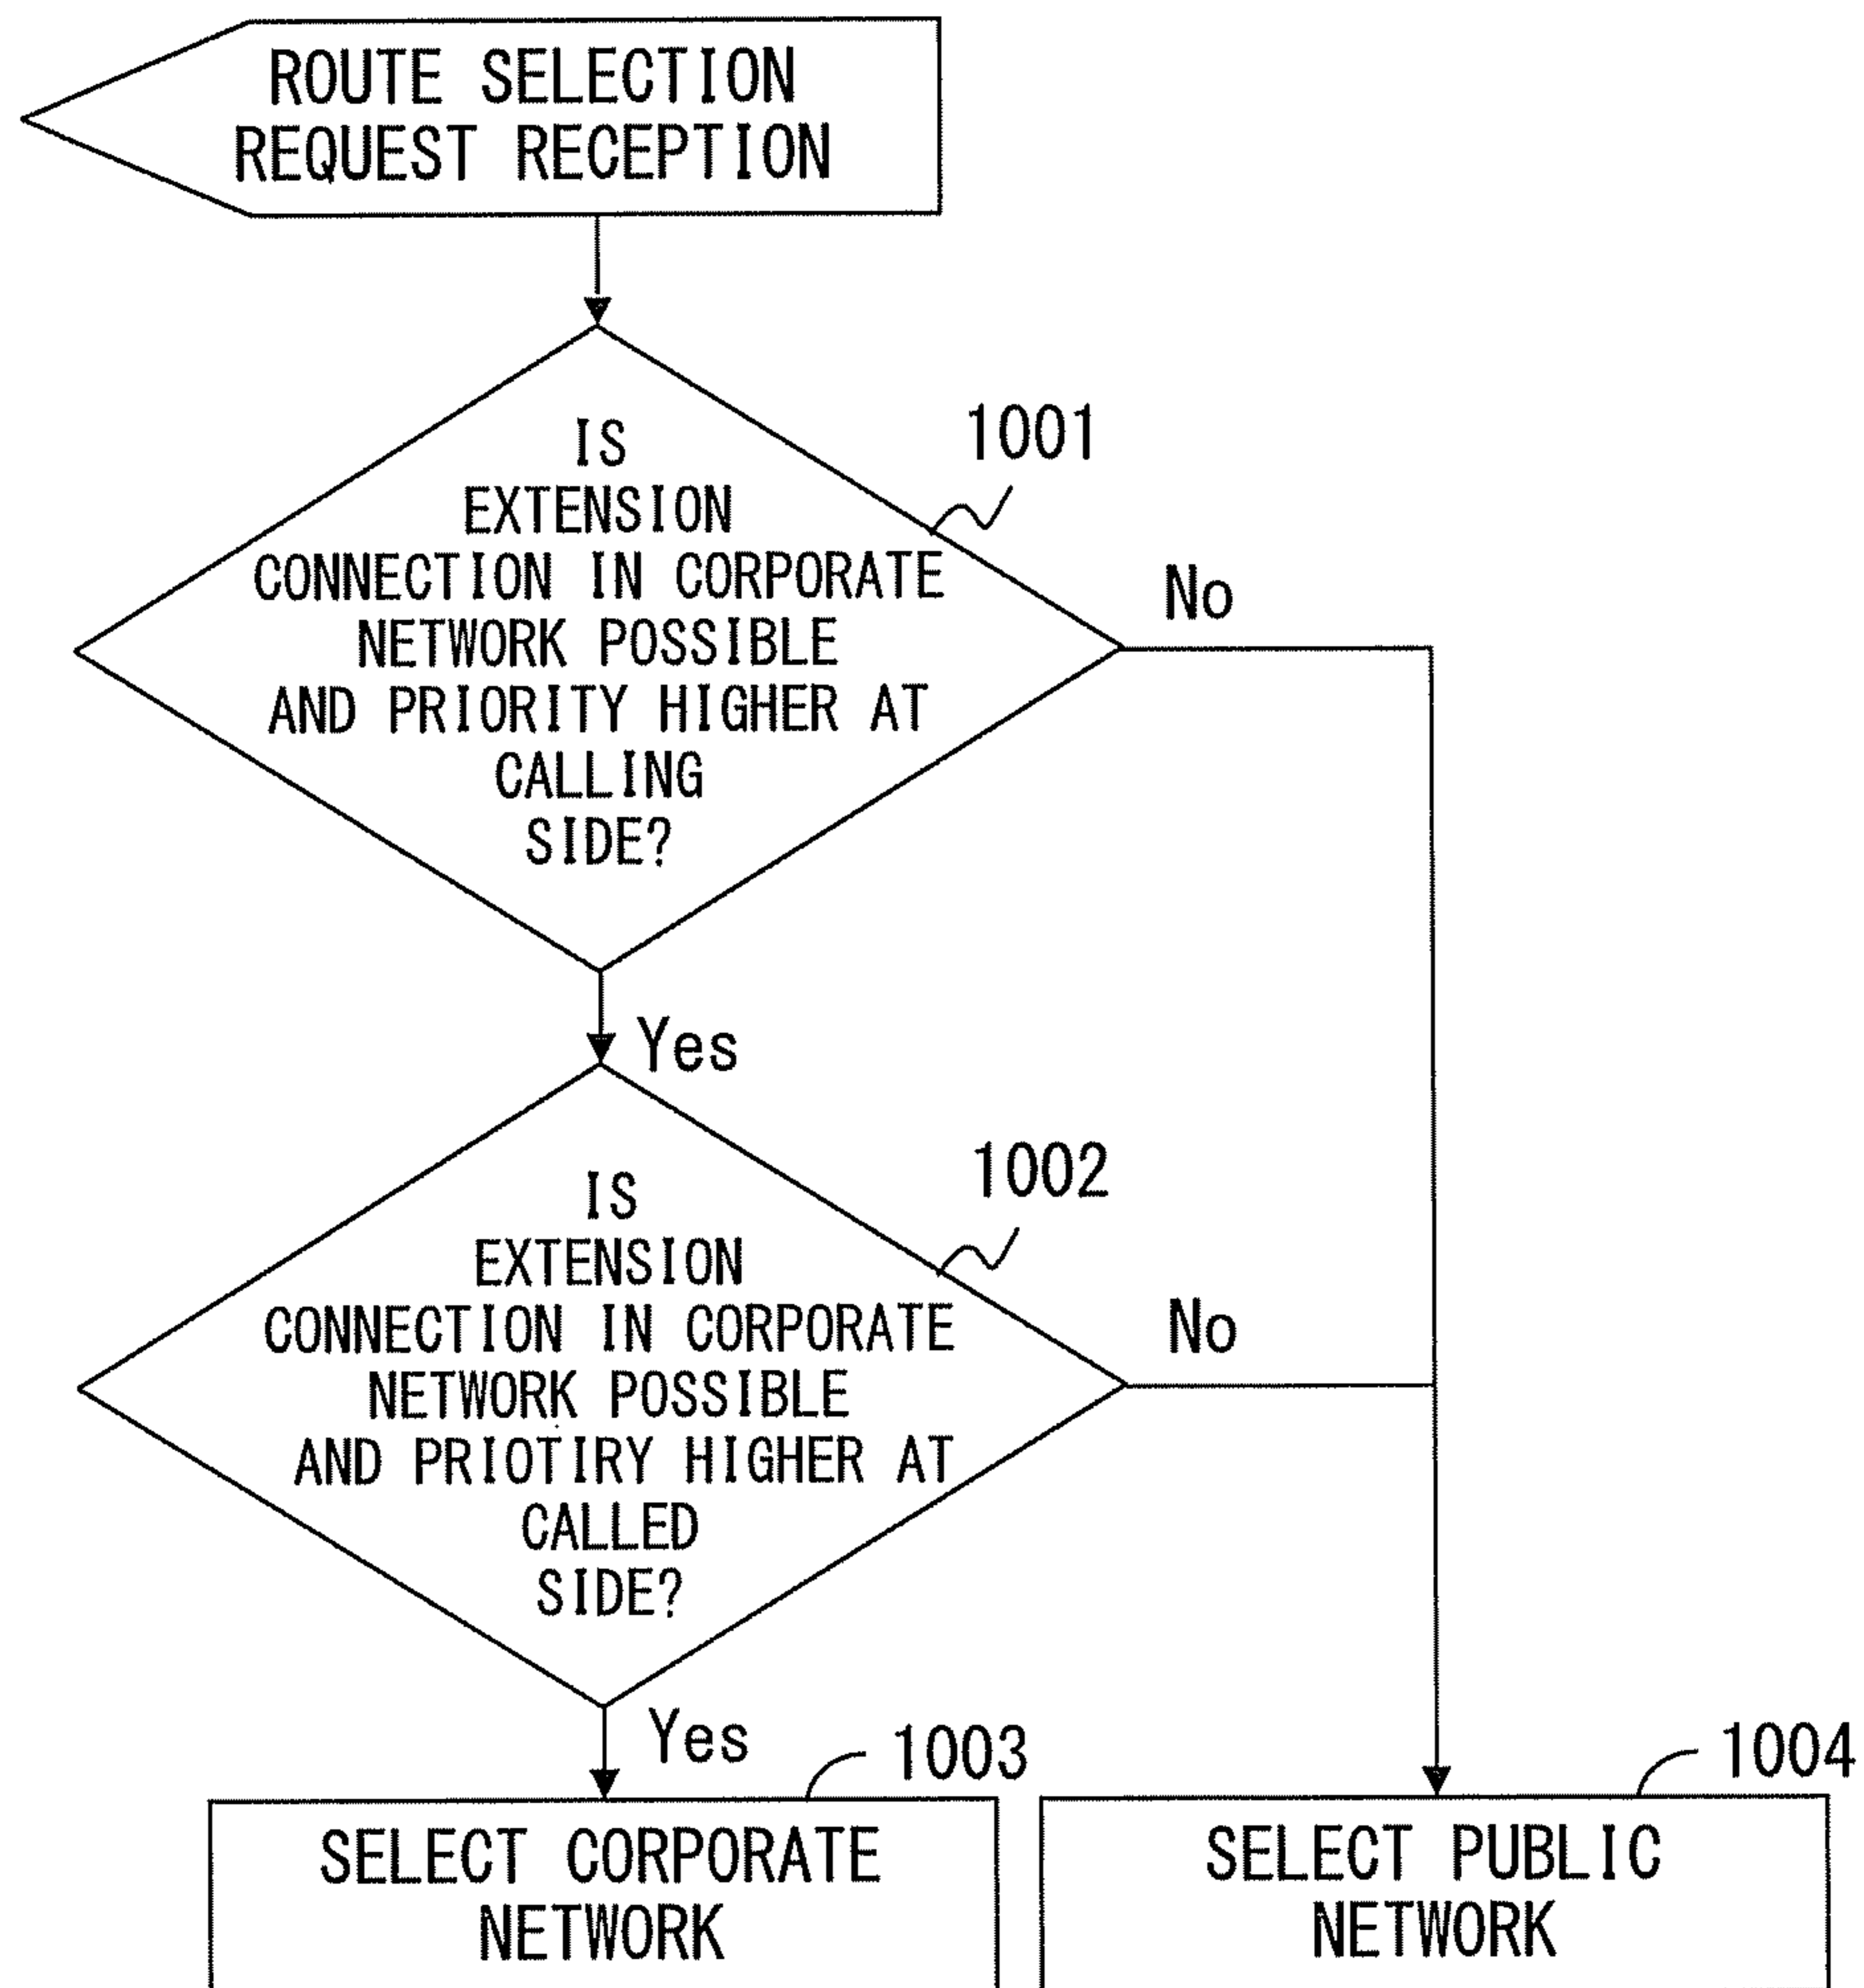 ROUTE SELECTION
REQUEST RECEPTION
1001
IS
EXTENSION
CONNECTION IN CORPORATE
NETWORK POSSIBLE
AND PRIORITY HIGHER AT
CALLING
SIDE?
No
Yes
1002
IS
EXTENSION
CONNECTION IN CORPORATE
NETWORK POSSIBLE
AND PRIOTIRY HIGHER AT
CALLED
SIDE?
No
Yes
1003
SELECT CORPORATE
NETWORK
1004
SELECT PUBLIC
NETWORK